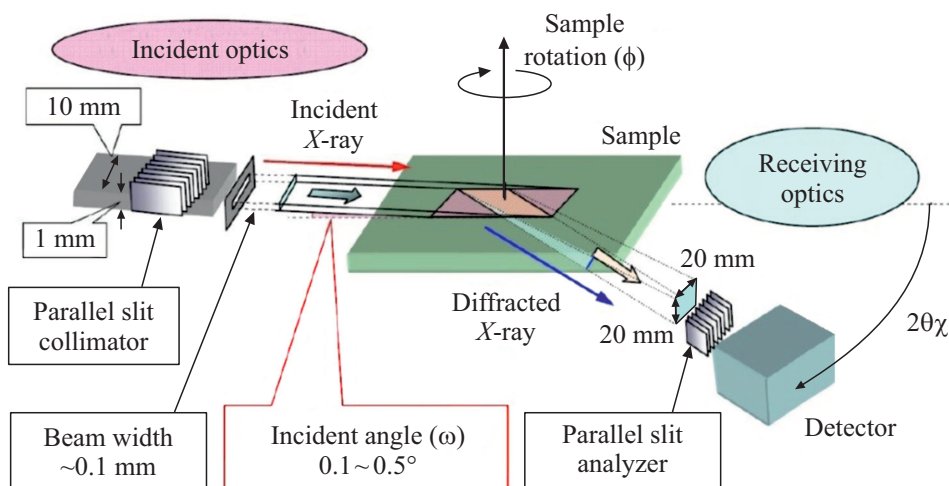 Incident optics
Sample
rotation (ϕ)
10 mm
Incident
X-ray
Sample
Receiving
optics
1 mm
20 mm
Diffracted
X-ray
20 mm
2θχ
Parallel slit
collimator
Detector
Beam width
~0.1 mm
Incident angle (ω)
0.1 ~ 0.5°
Parallel slit
analyzer